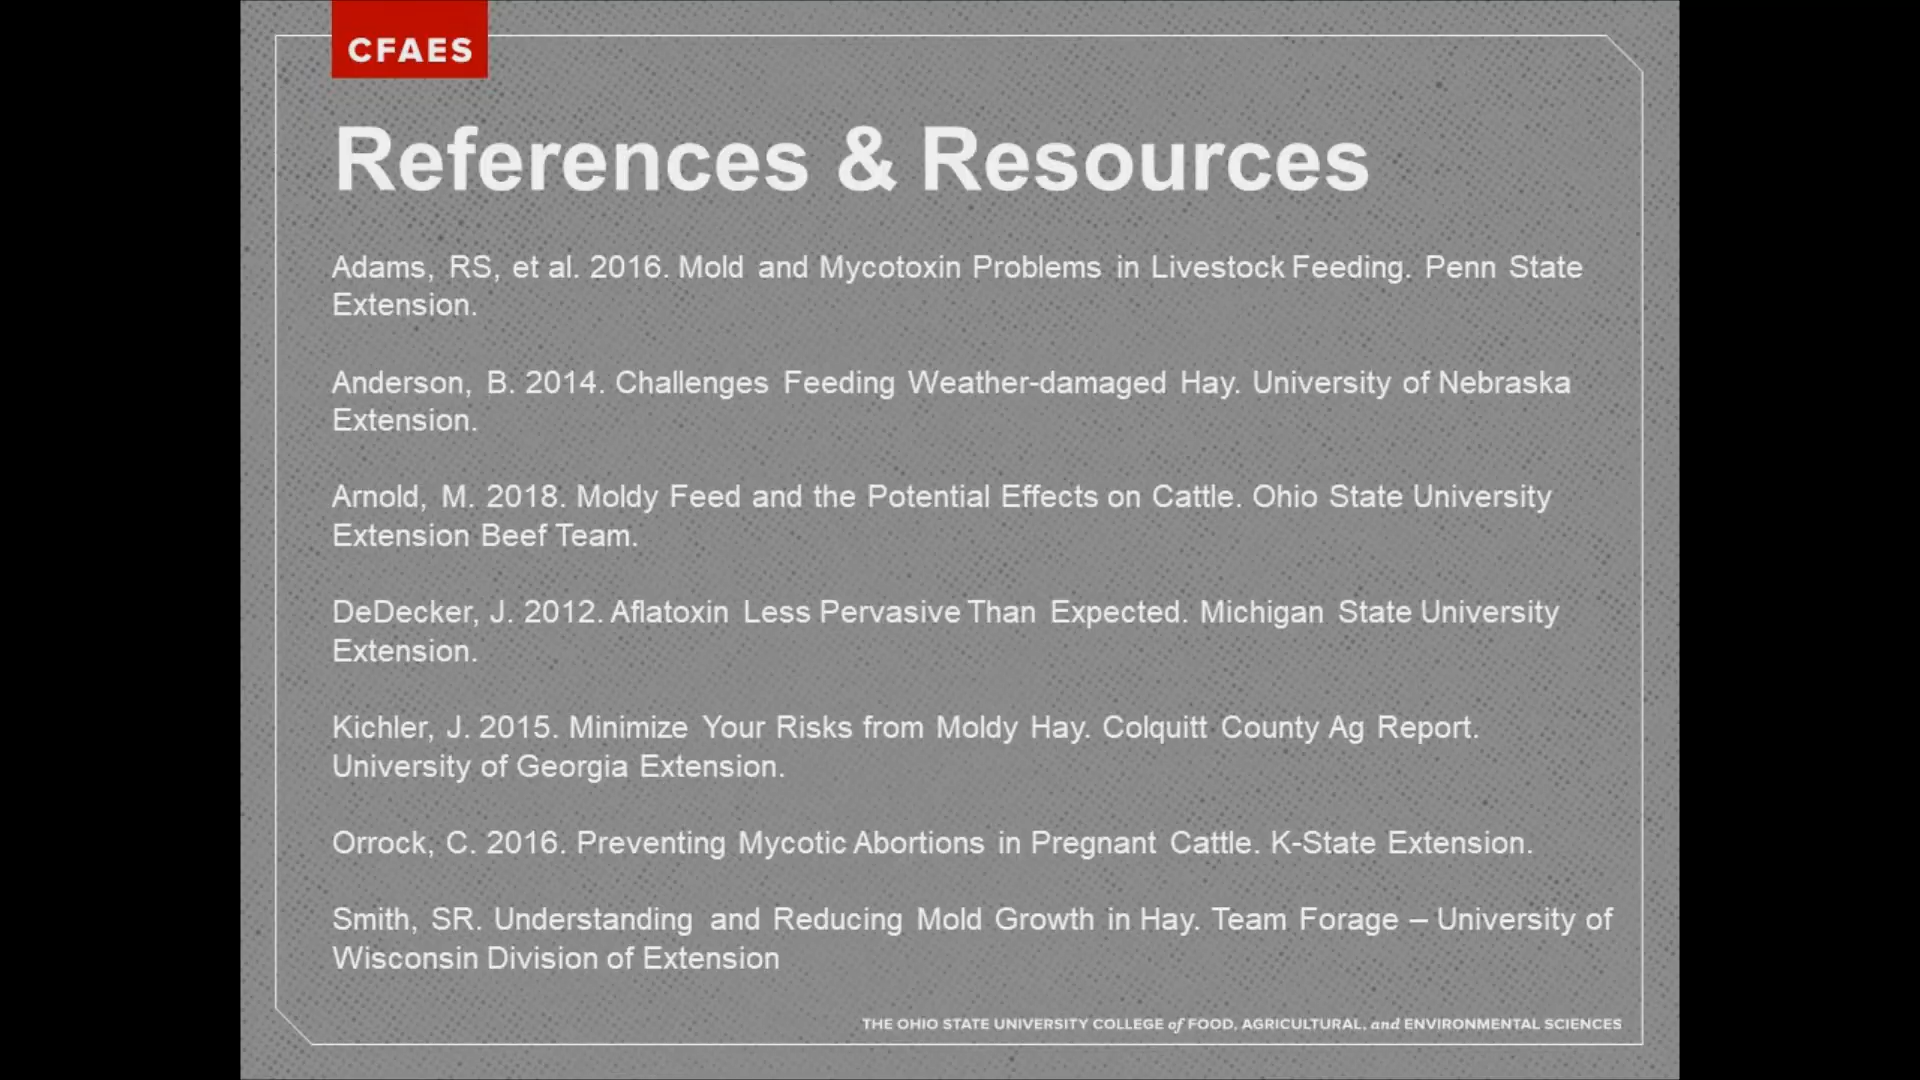 CFAES
References & Resources
Adams, RS, et al. 2016. Mold and Mycotoxin Problems in Livestock Feeding. Penn State
Extension.
Anderson, B. 2014. Challenges Feeding Weather-damaged Hay. University of Nebraska
Extension.
Arnold, M. 2018. Moldy Feed and the Potential Effects on Cattle. Ohio State University
Extension Beef Team.
DeDecker, J. 2012. Aflatoxin Less Pervasive Than Expected. Michigan State University
Extension.
Kichler, J. 2015. Minimize Your Risks from Moldy Hay. Colquitt County Ag Report.
University of Georgia Extension.
Orrock, C. 2016. Preventing Mycotic Abortions in Pregnant Cattle. K-State Extension.
Smith, SR. Understanding and Reducing Mold Growth in Hay. Team Forage – University of
Wisconsin Division of Extension
THE OHIO STATE UNIVERSITY COLLEGE of FOOD, AGRICULTURAL, and ENVIRONMENTAL SCIENCES